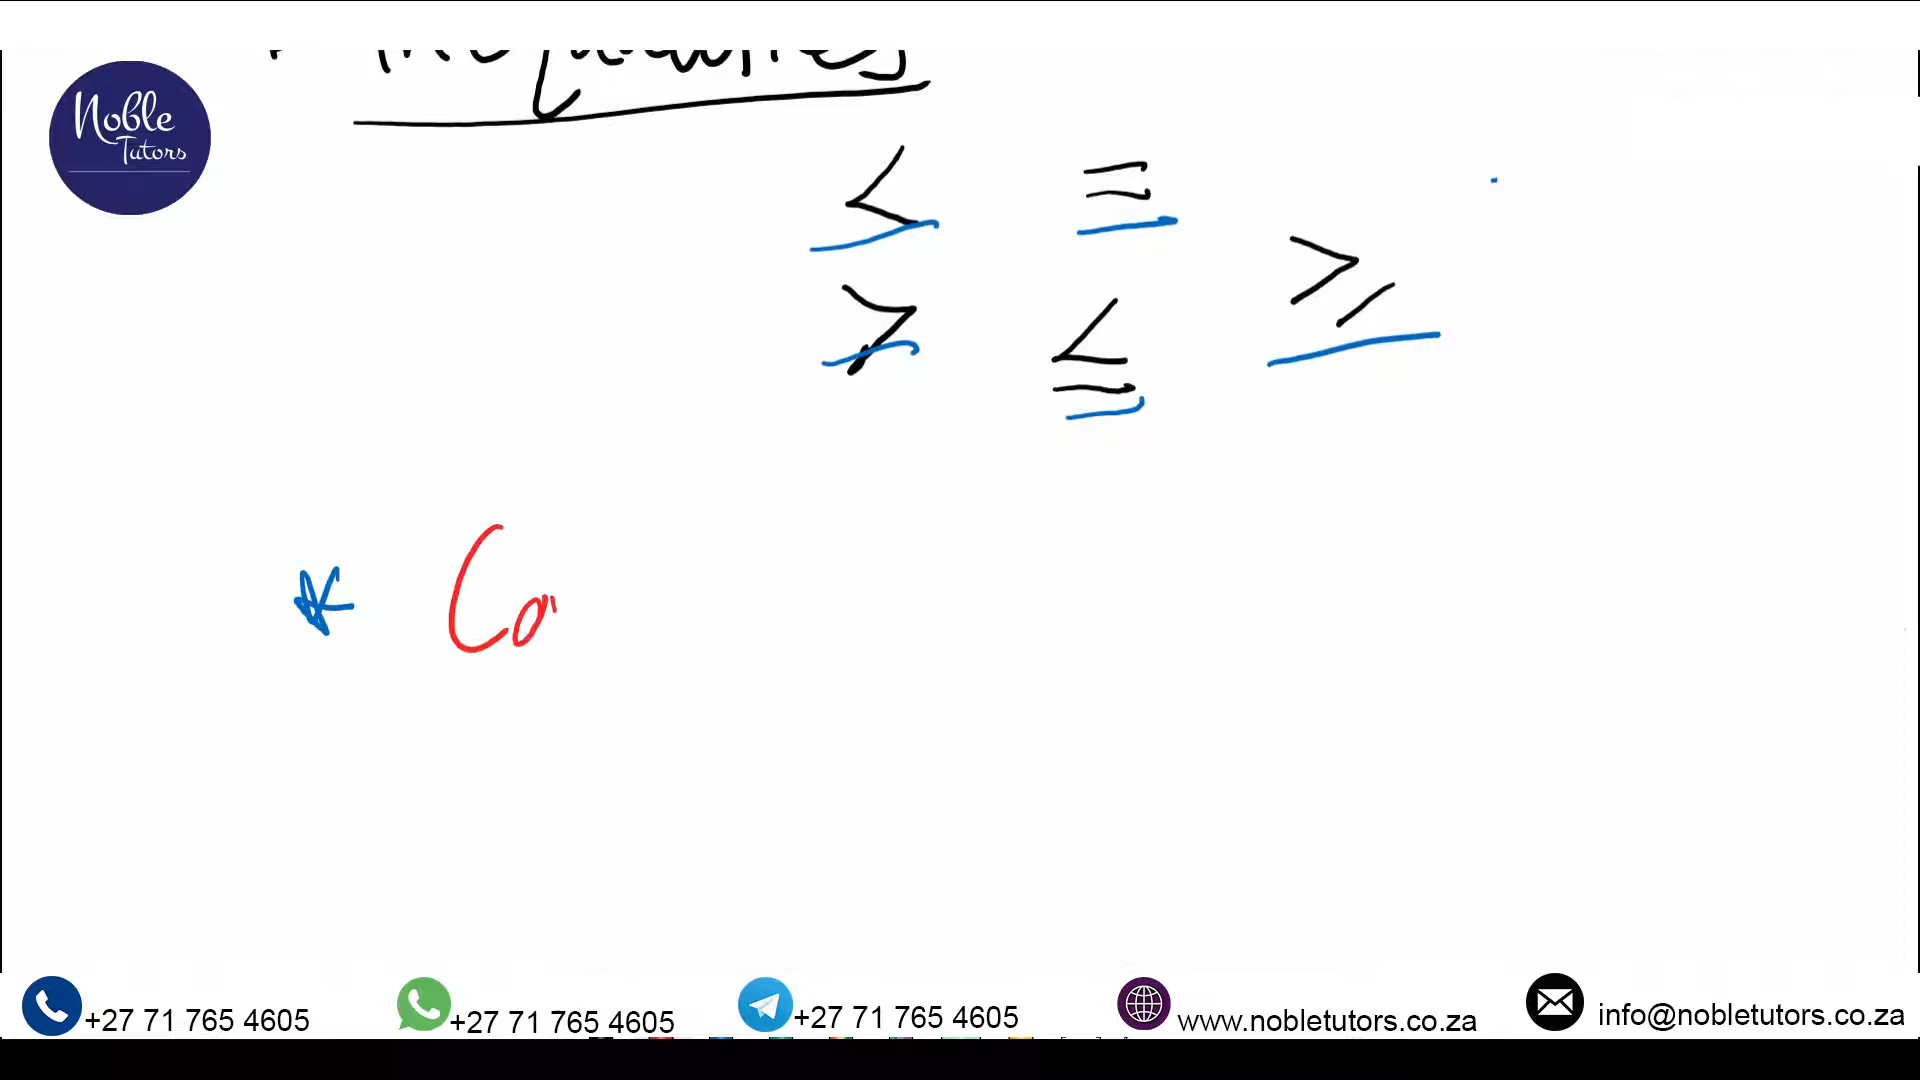 Inequalities
Noble
Tutors
< =
> ≤ ≥
* Co
+27 71 765 4605
+27 71 765 4605
+27 71 765 4605
www.nobletutors.co.za
info@nobletutors.co.za